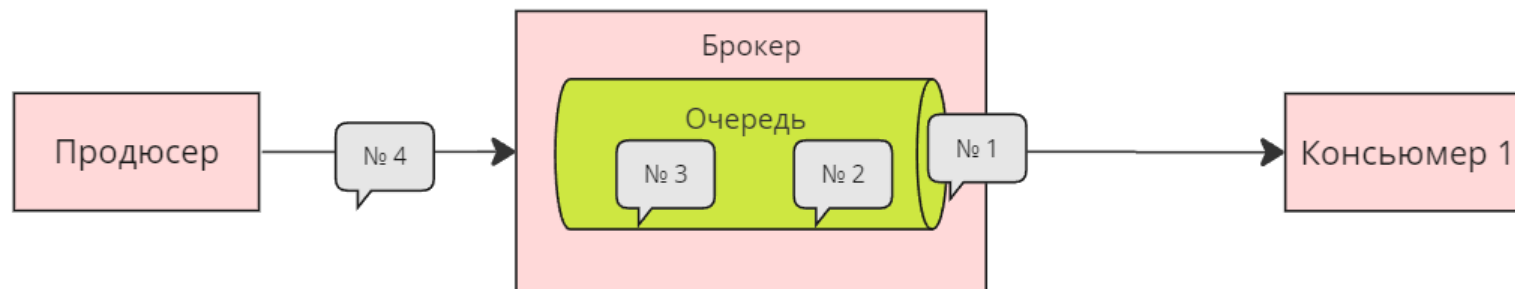 Брокер
Очередь
Продюсер
№ 4
№ 3
№ 2
№ 1
Консьюмер 1